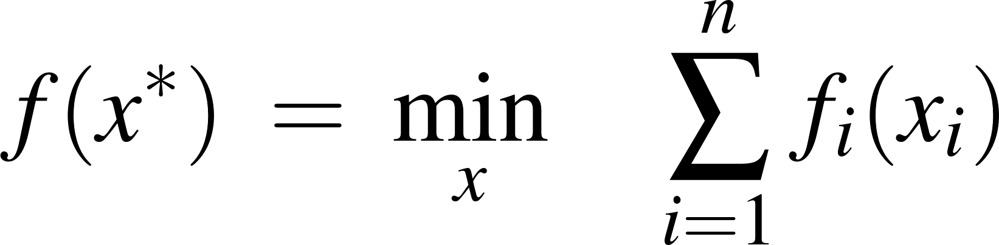 f(x*) = min_x ∑_{i=1}^{n} f_i(x_i)